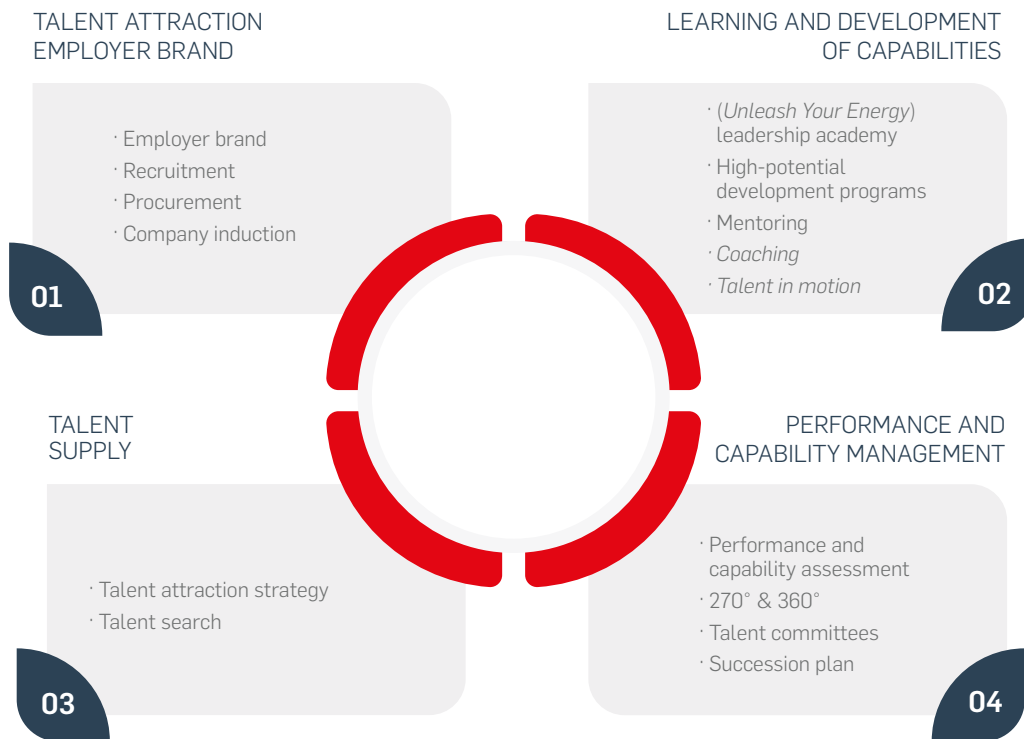 TALENT ATTRACTION
EMPLOYER BRAND
· Employer brand
· Recruitment
· Procurement
· Company induction
01
LEARNING AND DEVELOPMENT
OF CAPABILITIES
· (Unleash Your Energy)
leadership academy
· High-potential
development programs
· Mentoring
· Coaching
· Talent in motion
02
TALENT
SUPPLY
· Talent attraction strategy
· Talent search
03
PERFORMANCE AND
CAPABILITY MANAGEMENT
· Performance and
capability assessment
· 270° & 360°
· Talent committees
· Succession plan
04